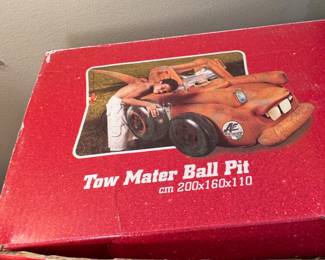 Tow Mater Ball Pit
cm 200x160x110